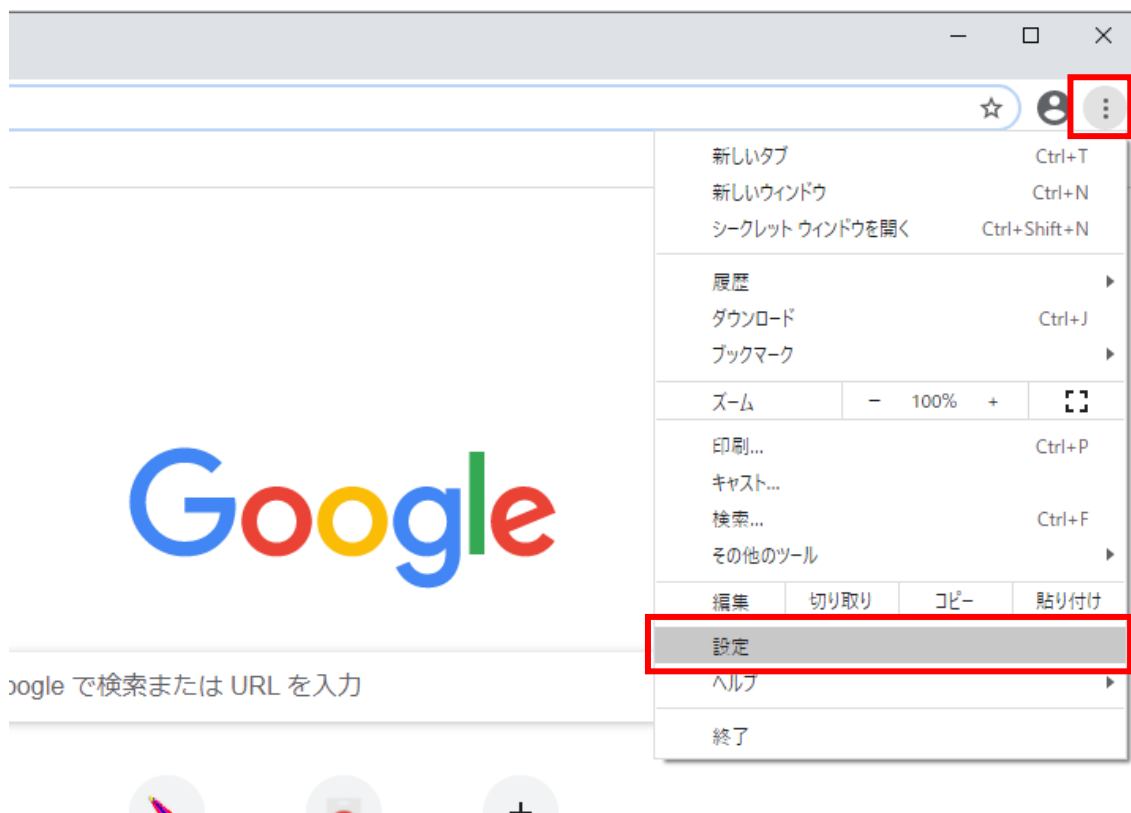 新しいタブ Ctrl+T
新しいウィンドウ Ctrl+N
シークレット ウィンドウを開く Ctrl+Shift+N
履歴
ダウンロード Ctrl+J
ブックマーク
ズーム － 100% +
印刷... Ctrl+P
キャスト...
検索... Ctrl+F
その他のツール
編集 切り取り コピー 貼り付け
設定
ヘルプ
終了
Google
oogle で検索または URL を入力